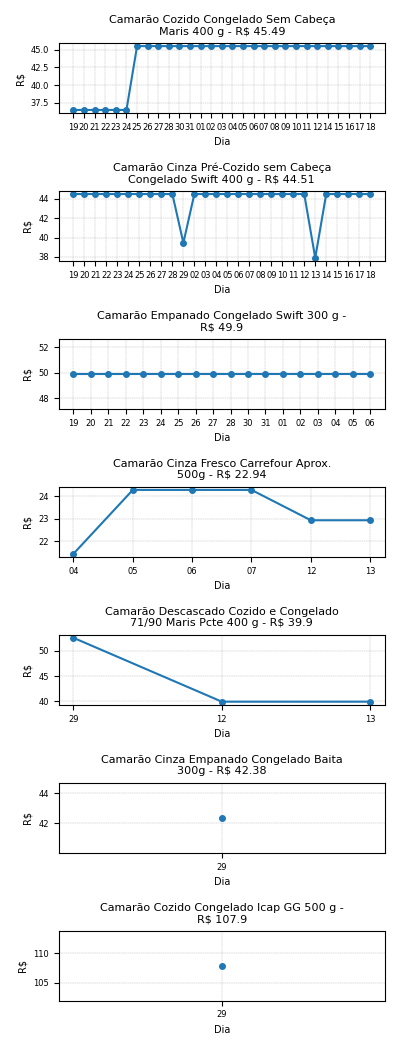 Camarão Cozido Congelado Sem Cabeça
Maris 400 g - R$ 45.49
45.0
42.5
40.0
37.5
R$
19 20 21 22 23 24 25 26 27 28 29 30 31 01 02 03 04 05 06 07 08 09 10 11 12 13 14 15 16 17 18
Dia
Camarão Cinza Pré-Cozido sem Cabeça
Congelado Swift 400 g - R$ 44.51
44
42
40
38
R$
19 20 21 22 23 24 25 26 27 28 29 02 03 04 05 06 07 08 09 10 11 12 13 14 15 16 17 18
Dia
Camarão Empanado Congelado Swift 300 g -
R$ 49.9
52
50
48
R$
19 20 21 22 23 24 25 26 27 28 30 31 01 02 03 04 05 06
Dia
Camarão Cinza Fresco Carrefour Aprox.
500g - R$ 22.94
24
23
22
R$
04 05 06 07 12 13
Dia
Camarão Descascado Cozido e Congelado
71/90 Maris Pcte 400 g - R$ 39.9
50
45
40
R$
29 12 13
Dia
Camarão Cinza Empanado Congelado Baita
300g - R$ 42.38
44
42
R$
29
Dia
Camarão Cozido Congelado Icap GG 500 g -
R$ 107.9
110
105
R$
29
Dia